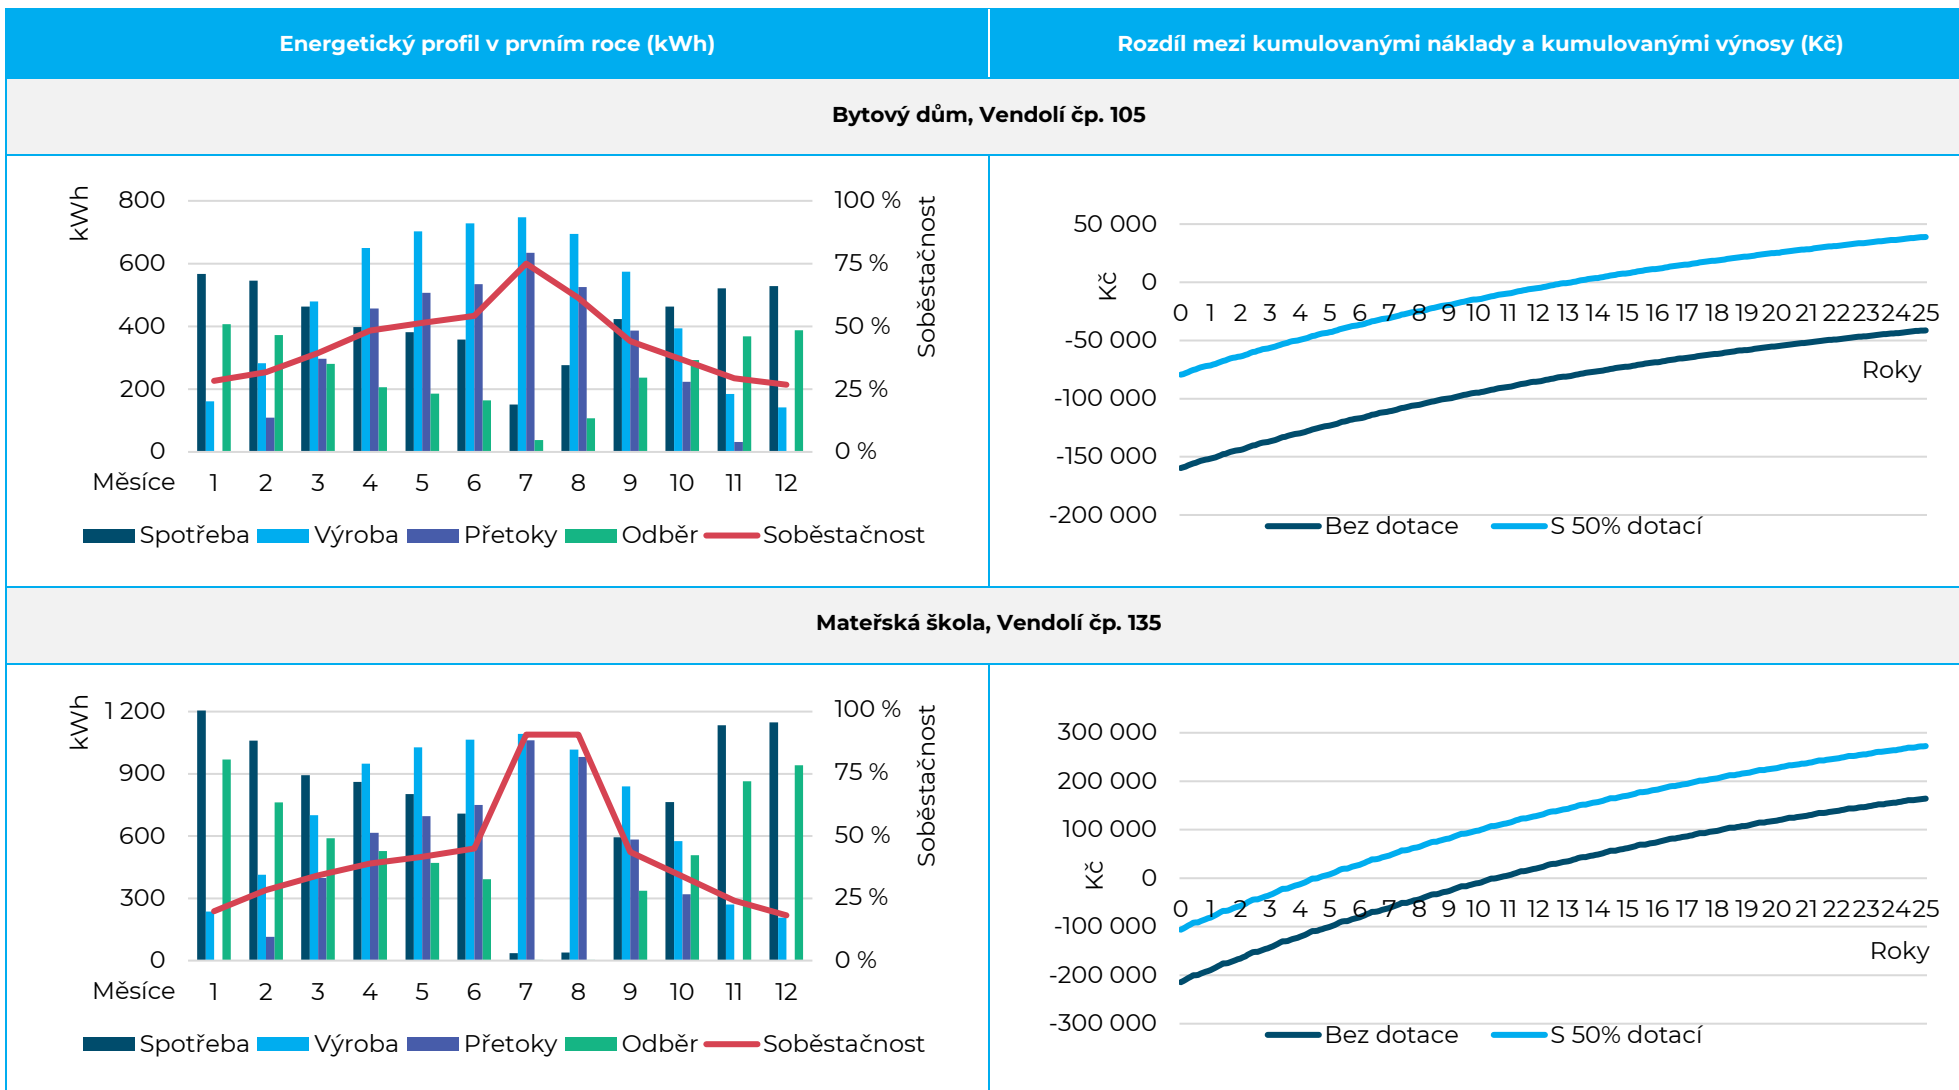 Energetický profil v prvním roce (kWh)
Rozdíl mezi kumulovanými náklady a kumulovanými výnosy (Kč)
Bytový dům, Vendolí čp. 105
kWh
800
600
400
200
0
100 %
75 %
50 %
25 %
0 %
Soběstačnost
Měsíce 1 2 3 4 5 6 7 8 9 10 11 12
Spotřeba Výroba Přetoky Odběr Soběstačnost
Kč
50 000
0
-50 000
-100 000
-150 000
-200 000
0 1 2 3 4 5 6 7 8 9 10 11 12 13 14 15 16 17 18 19 20 21 22 23 24 25
Roky
Bez dotace S 50% dotací
Mateřská škola, Vendolí čp. 135
kWh
1 200
900
600
300
0
100 %
75 %
50 %
25 %
0 %
Soběstačnost
Měsíce 1 2 3 4 5 6 7 8 9 10 11 12
Spotřeba Výroba Přetoky Odběr Soběstačnost
Kč
300 000
200 000
100 000
0
-100 000
-200 000
-300 000
0 1 2 3 4 5 6 7 8 9 10 11 12 13 14 15 16 17 18 19 20 21 22 23 24 25
Roky
Bez dotace S 50% dotací